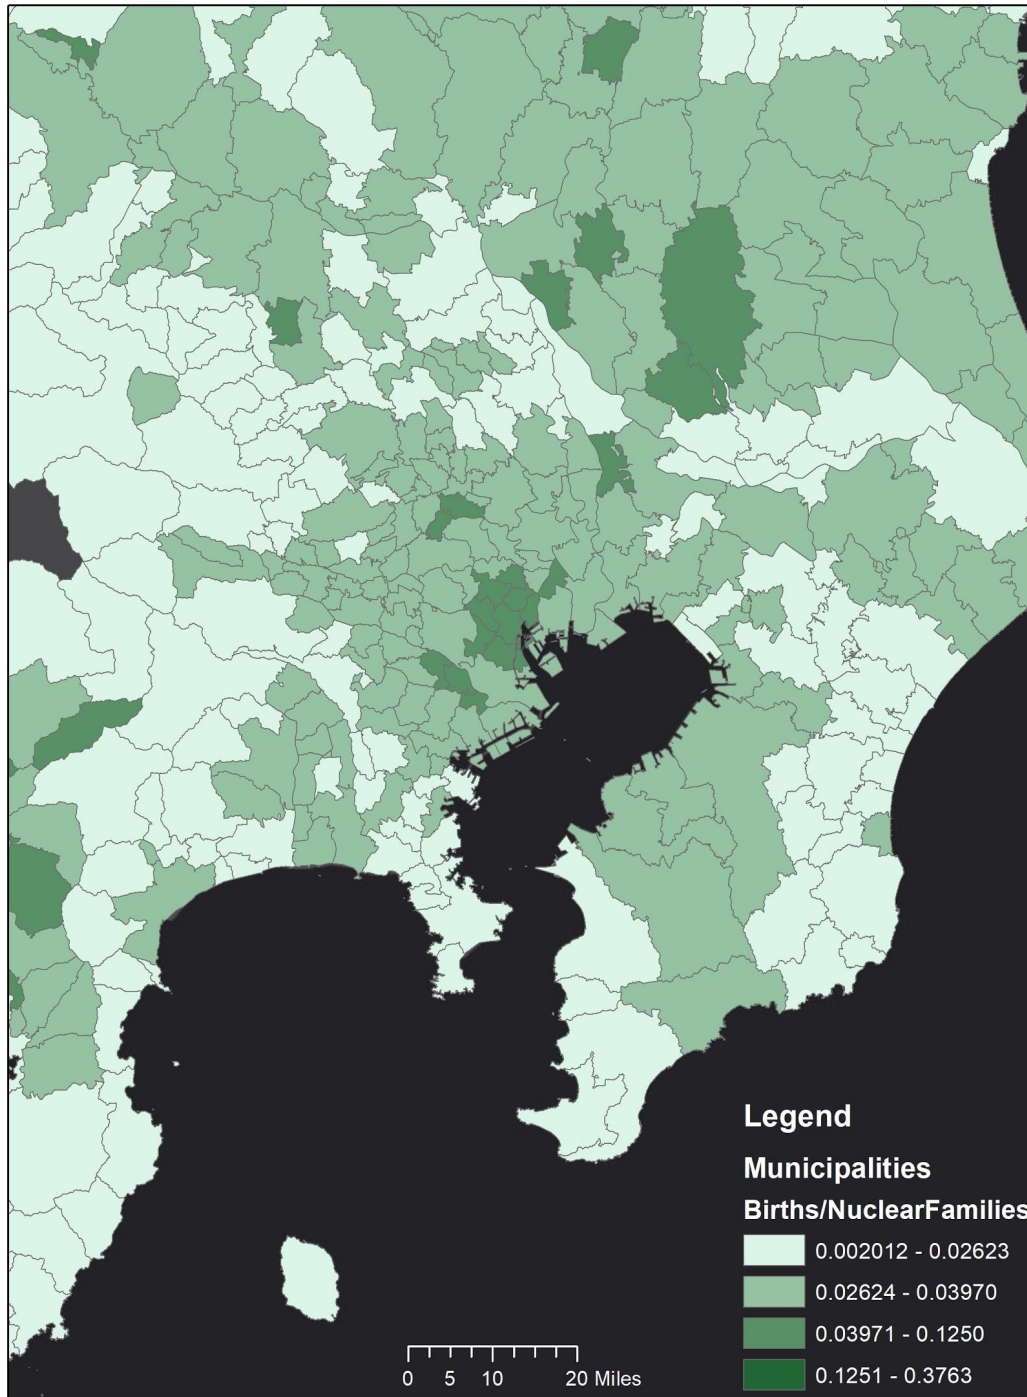 Legend
Municipalities
Births/NuclearFamilies
0.002012 - 0.02623
0.02624 - 0.03970
0.03971 - 0.1250
0.1251 - 0.3763
0 5 10 20 Miles